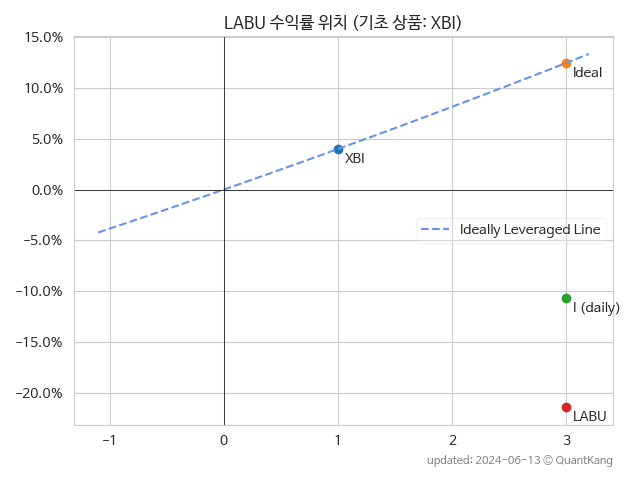 LABU 수익률 위치 (기초 상품: XBI)
15.0%
10.0%
5.0%
0.0%
−5.0%
−10.0%
−15.0%
−20.0%
Ideal
XBI
Ideally Leveraged Line
I (daily)
LABU
−1
0
1
2
3
updated: 2024-06-13 © QuantKang